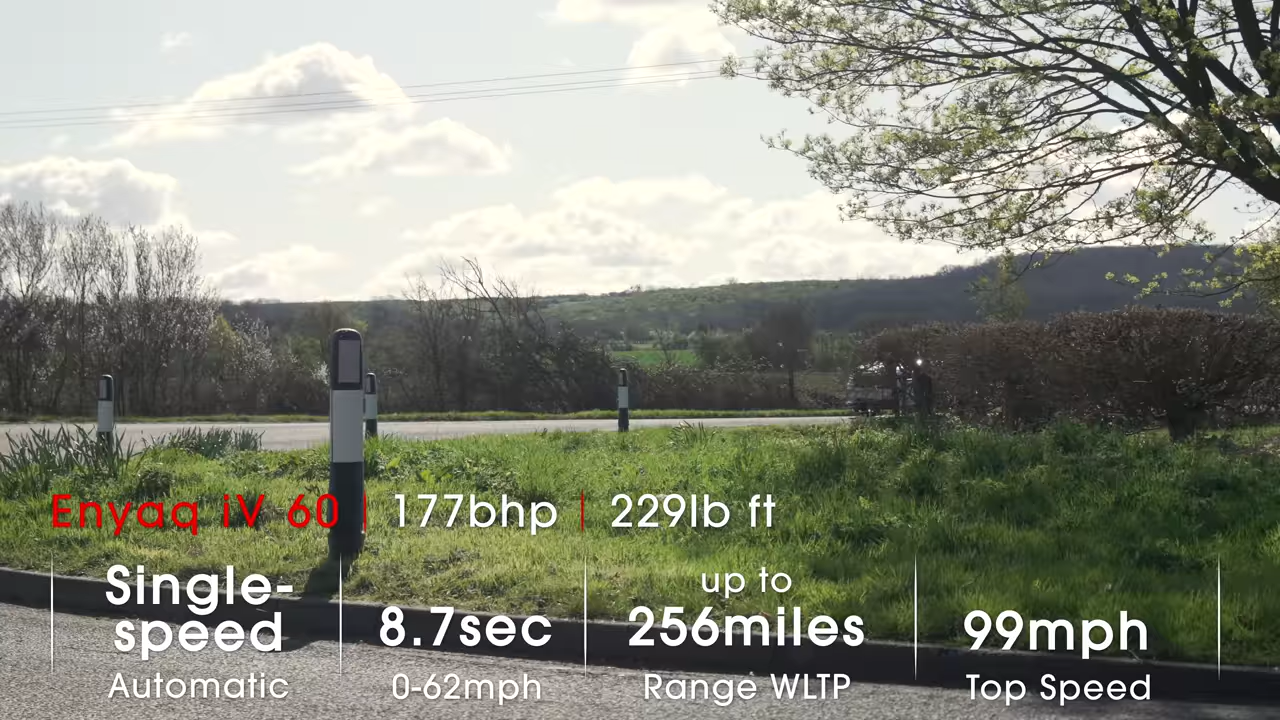 Enyaq iV 60 | 177bhp | 229lb ft
Single-
speed
Automatic
8.7sec
0-62mph
up to
256miles
Range WLTP
99mph
Top Speed